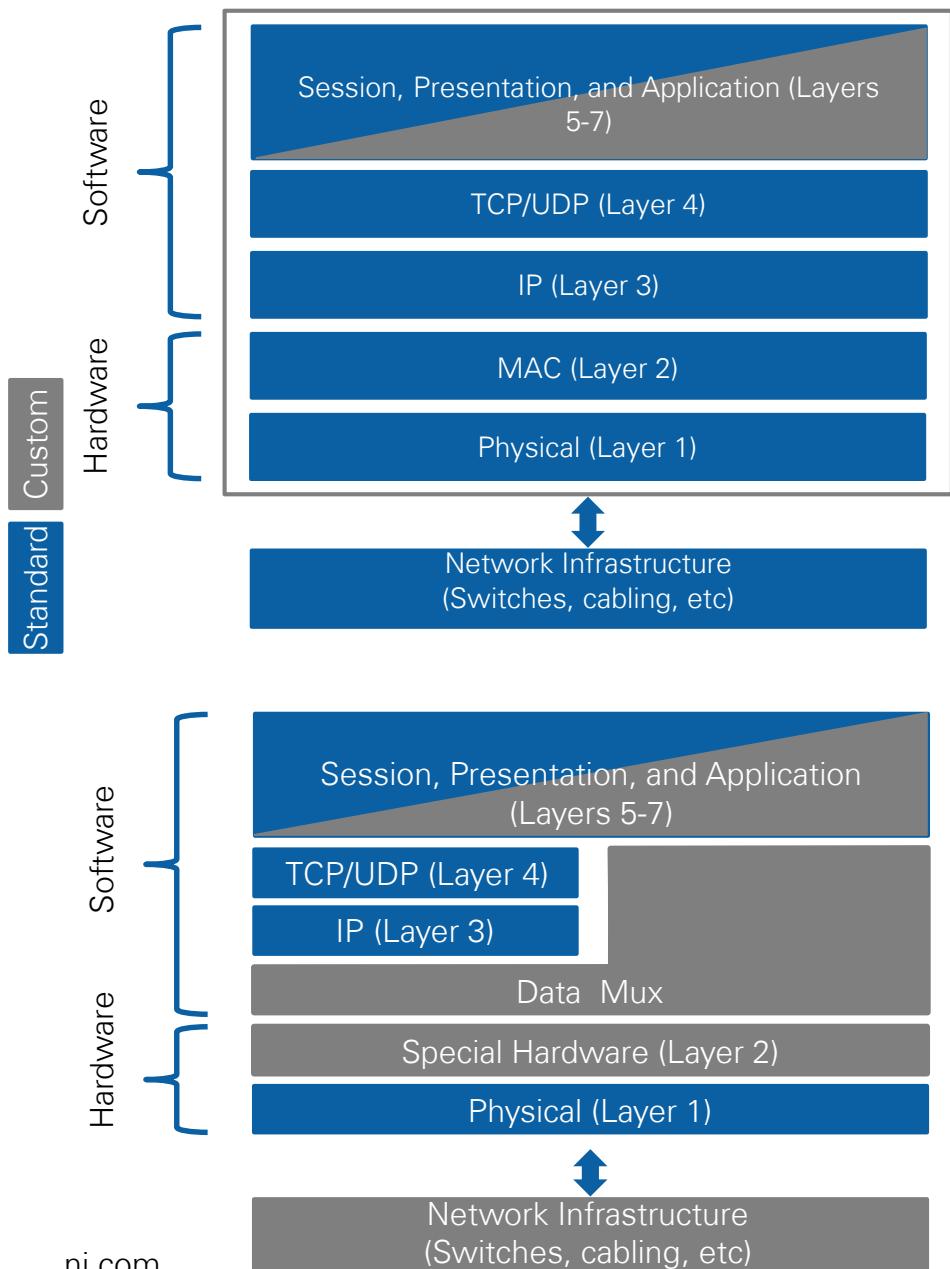 Software
Session, Presentation, and Application (Layers
5-7)
TCP/UDP (Layer 4)
IP (Layer 3)
Hardware
MAC (Layer 2)
Physical (Layer 1)
Custom
Standard
Network Infrastructure
(Switches, cabling, etc)
Software
Session, Presentation, and Application
(Layers 5-7)
TCP/UDP (Layer 4)
IP (Layer 3)
Data Mux
Hardware
Special Hardware (Layer 2)
Physical (Layer 1)
Network Infrastructure
(Switches, cabling, etc)
ni.com